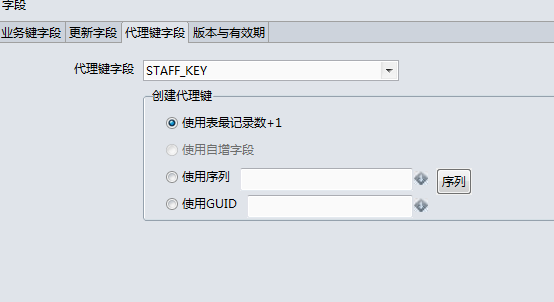 字段
业务键字段 更新字段 代理键字段 版本与有效期
代理键字段 STAFF_KEY
创建代理键
使用表最记录数+1
使用自增字段
使用序列 序列
使用GUID